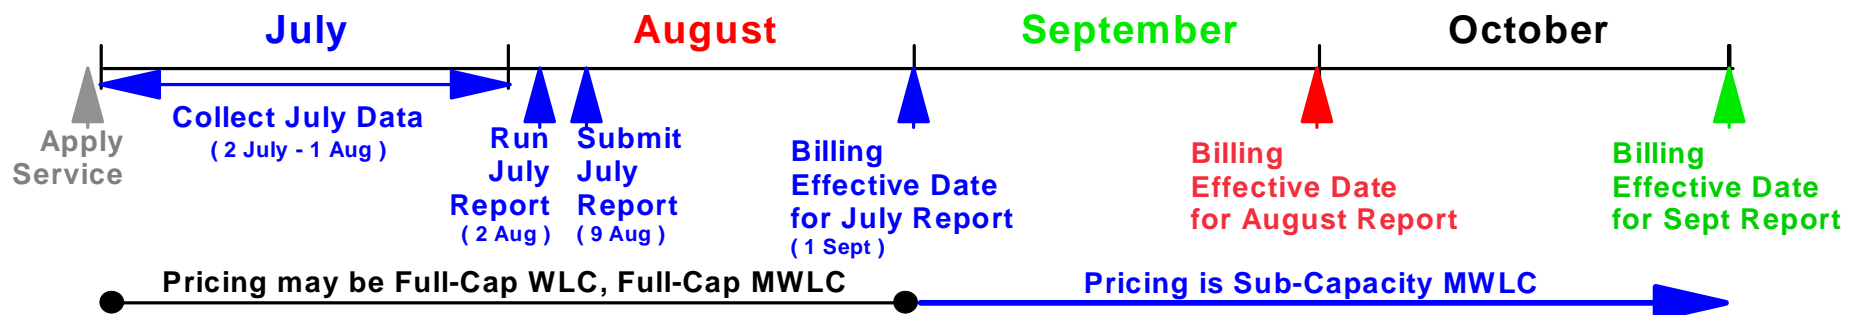 July
August
September
October
Apply
Service
Collect July Data
( 2 July - 1 Aug )
Run
July
Report
( 2 Aug )
Submit
July
Report
( 9 Aug )
Billing
Effective Date
for July Report
( 1 Sept )
Billing
Effective Date
for August Report
Billing
Effective Date
for Sept Report
Pricing may be Full-Cap WLC, Full-Cap MWLC
Pricing is Sub-Capacity MWLC